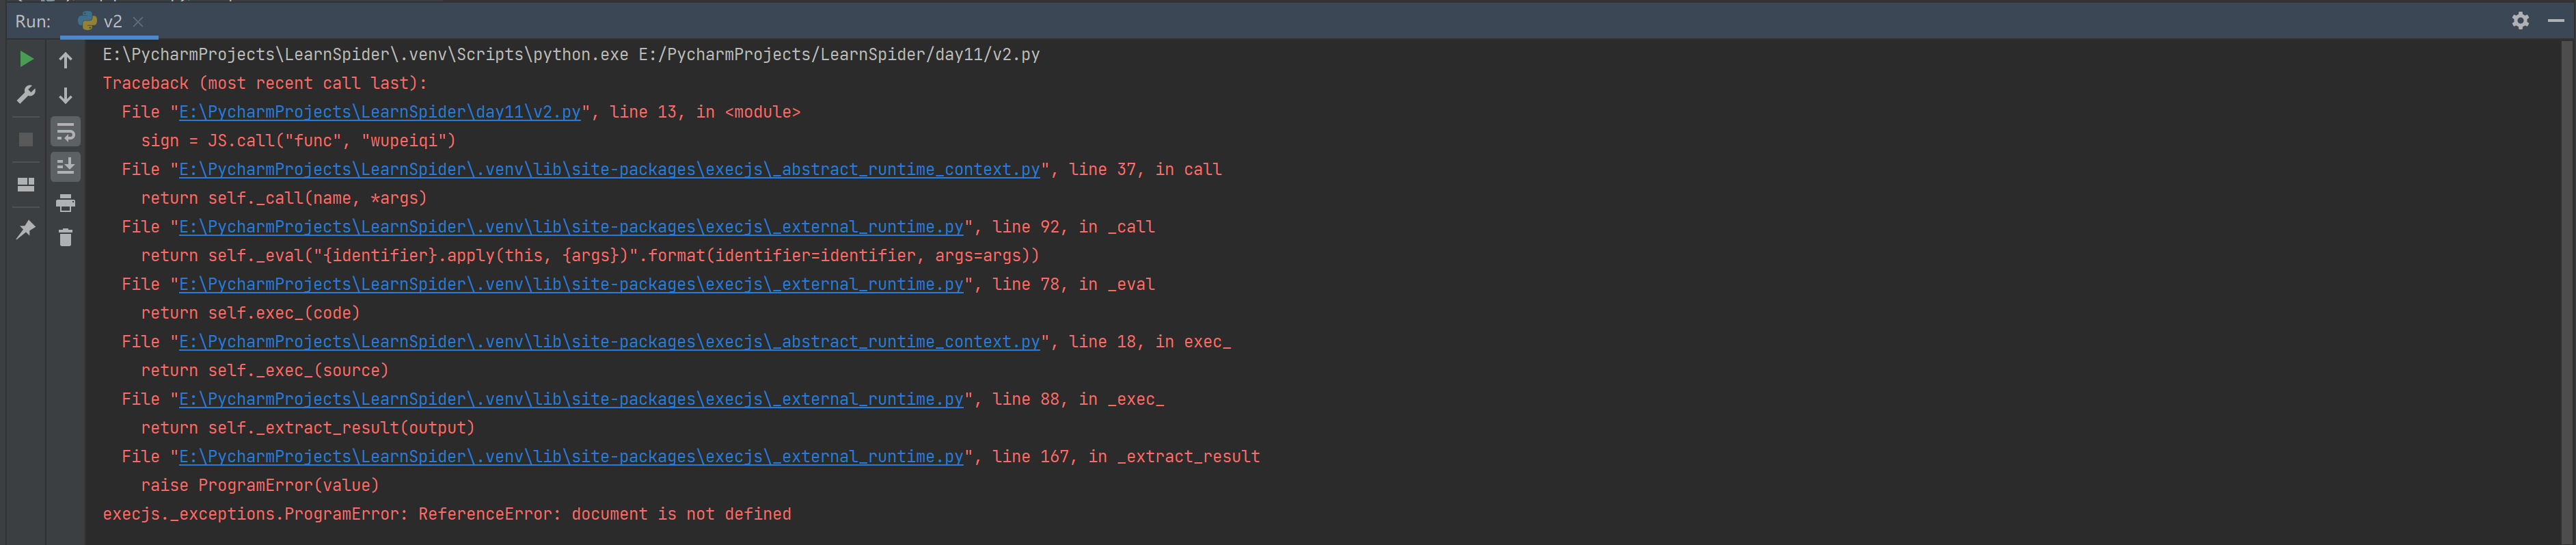 Run: v2
E:\PycharmProjects\LearnSpider\.venv\Scripts\python.exe E:/PycharmProjects/LearnSpider/day11/v2.py
Traceback (most recent call last):
  File "E:\PycharmProjects\LearnSpider\day11\v2.py", line 13, in <module>
    sign = JS.call("func", "wupeiqi")
  File "E:\PycharmProjects\LearnSpider\.venv\lib\site-packages\execjs\_abstract_runtime_context.py", line 37, in call
    return self._call(name, *args)
  File "E:\PycharmProjects\LearnSpider\.venv\lib\site-packages\execjs\_external_runtime.py", line 92, in _call
    return self._eval("{identifier}.apply(this, {args})".format(identifier=identifier, args=args))
  File "E:\PycharmProjects\LearnSpider\.venv\lib\site-packages\execjs\_external_runtime.py", line 78, in _eval
    return self.exec_(code)
  File "E:\PycharmProjects\LearnSpider\.venv\lib\site-packages\execjs\_abstract_runtime_context.py", line 18, in exec_
    return self._exec_(source)
  File "E:\PycharmProjects\LearnSpider\.venv\lib\site-packages\execjs\_external_runtime.py", line 88, in _exec_
    return self._extract_result(output)
  File "E:\PycharmProjects\LearnSpider\.venv\lib\site-packages\execjs\_external_runtime.py", line 167, in _extract_result
    raise ProgramError(value)
execjs._exceptions.ProgramError: ReferenceError: document is not defined